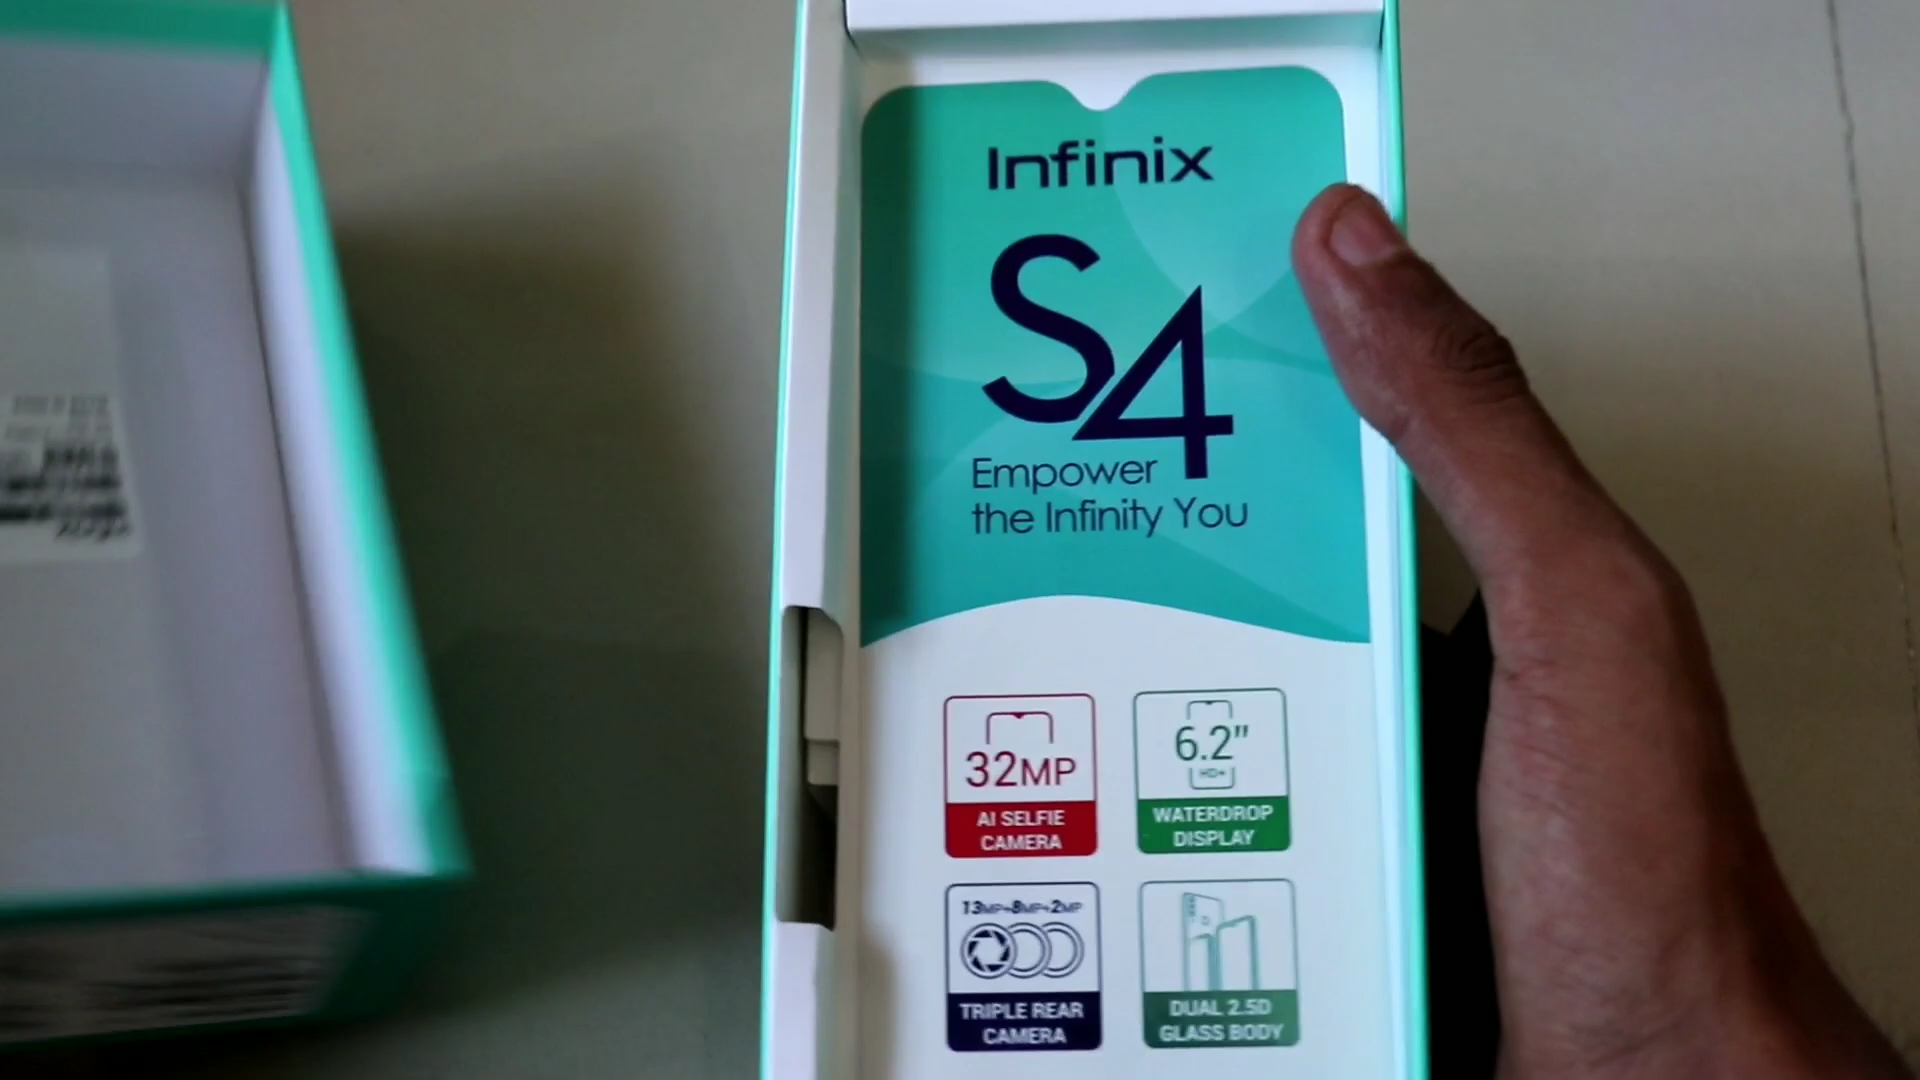 Infinix
S4
Empower
the Infinity You
32MP
AI SELFIE
CAMERA
6.2"
HD+
WATERDROP
DISPLAY
13MP+8MP+2MP
TRIPLE REAR
CAMERA
DUAL 2.5D
GLASS BODY